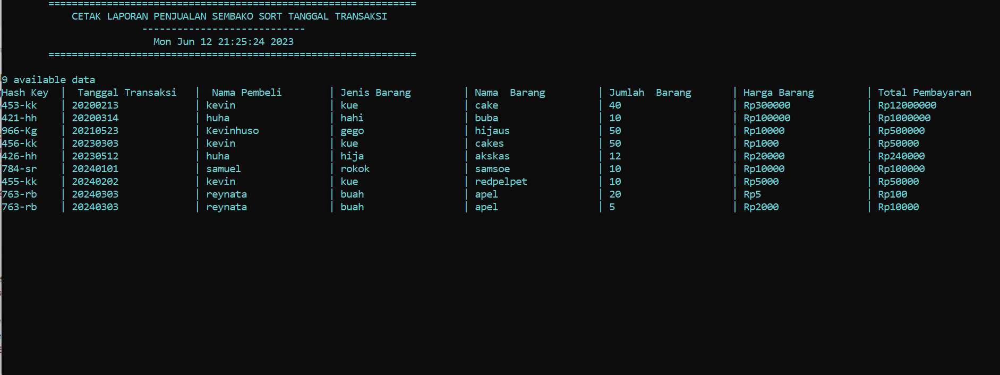 ===============================================================
CETAK LAPORAN PENJUALAN SEMBAKO SORT TANGGAL TRANSAKSI
----------------------------
Mon Jun 12 21:25:24 2023
===============================================================
9 available data
Hash Key | Tanggal Transaksi | Nama Pembeli | Jenis Barang | Nama  Barang | Jumlah  Barang | Harga Barang | Total Pembayaran
453-kk | 20200213 | kevin | kue | cake | 40 | Rp300000 | Rp12000000
421-hh | 20200314 | huha | hahi | buba | 10 | Rp100000 | Rp1000000
966-Kg | 20210523 | Kevinhuso | gego | hijaus | 50 | Rp10000 | Rp500000
456-kk | 20230303 | kevin | kue | cakes | 50 | Rp1000 | Rp50000
426-hh | 20230512 | huha | hija | akskas | 12 | Rp20000 | Rp240000
784-sr | 20240101 | samuel | rokok | samsoe | 10 | Rp10000 | Rp100000
455-kk | 20240202 | kevin | kue | redpelpet | 10 | Rp5000 | Rp50000
763-rb | 20240303 | reynata | buah | apel | 20 | Rp5 | Rp100
763-rb | 20240303 | reynata | buah | apel | 5 | Rp2000 | Rp10000